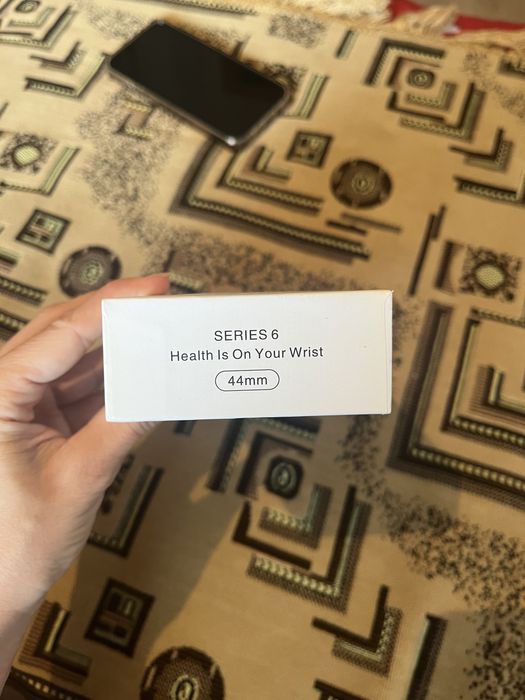 SERIES 6
Health Is On Your Wrist
44mm